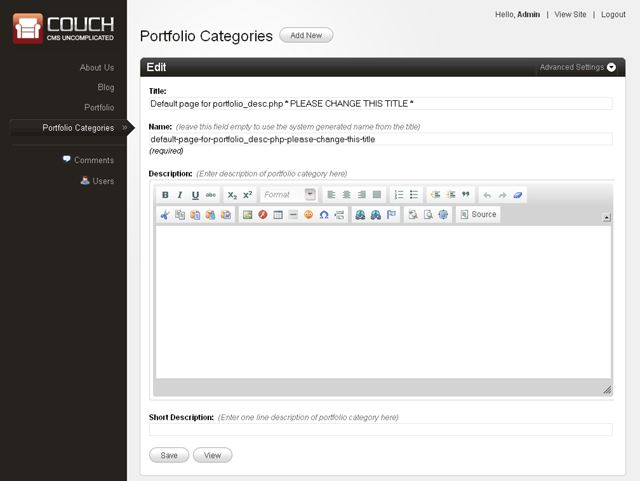 COUCH
CMS UNCOMPLICATED
Hello, Admin | View Site | Logout
Portfolio Categories Add New
About Us
Blog
Portfolio
Portfolio Categories »
Comments
Users
Edit Advanced Settings
Title:
Default page for portfolio_desc.php * PLEASE CHANGE THIS TITLE *
Name: (leave this field empty to use the system generated name from the title)
default-page-for-portfolio_desc-php-please-change-this-title
(required)
Description: (Enter description of portfolio category here)
B I U abc X₂ X² Format
Source
Short Description: (Enter one line description of portfolio category here)
Save View